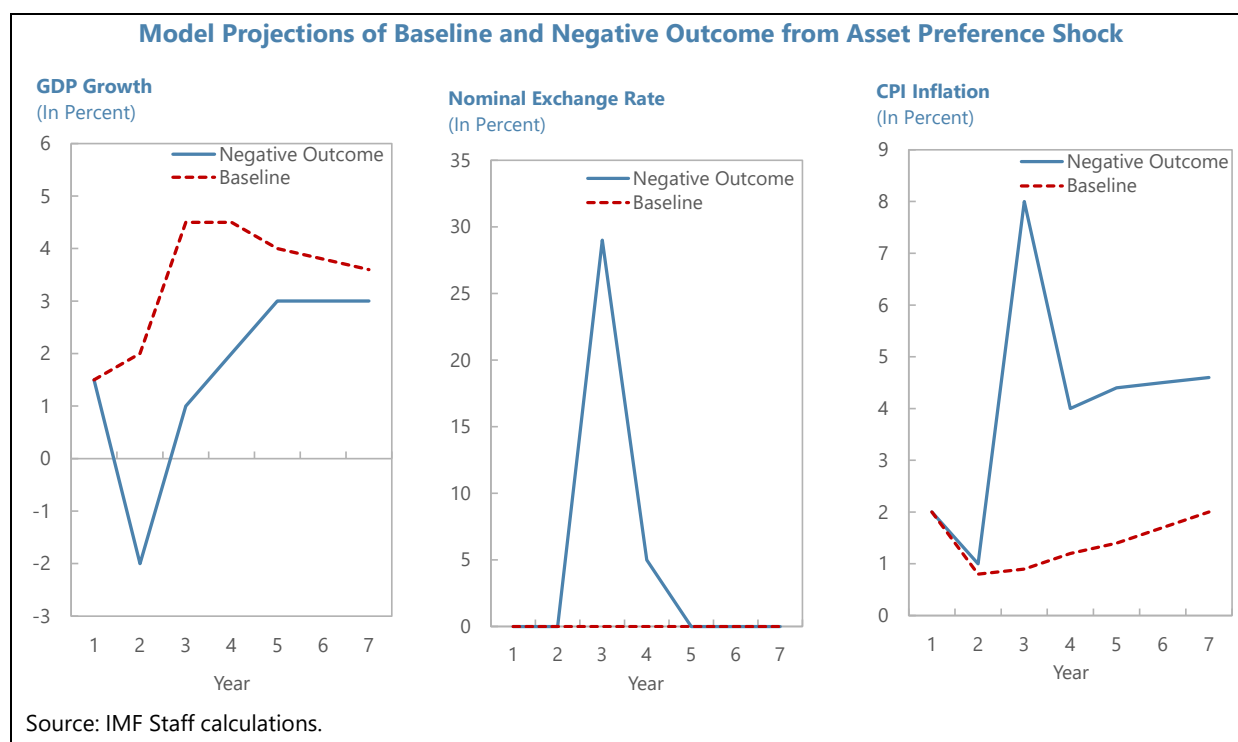 Model Projections of Baseline and Negative Outcome from Asset Preference Shock
GDP Growth
(In Percent)
6
5
4
3
2
1
0
-1
-2
-3
Negative Outcome
Baseline
1 2 3 4 5 6 7
Year
Nominal Exchange Rate
(In Percent)
35
30
25
20
15
10
5
0
Negative Outcome
Baseline
1 2 3 4 5 6 7
Year
CPI Inflation
(In Percent)
9
8
7
6
5
4
3
2
1
0
Negative Outcome
Baseline
1 2 3 4 5 6 7
Year
Source: IMF Staff calculations.